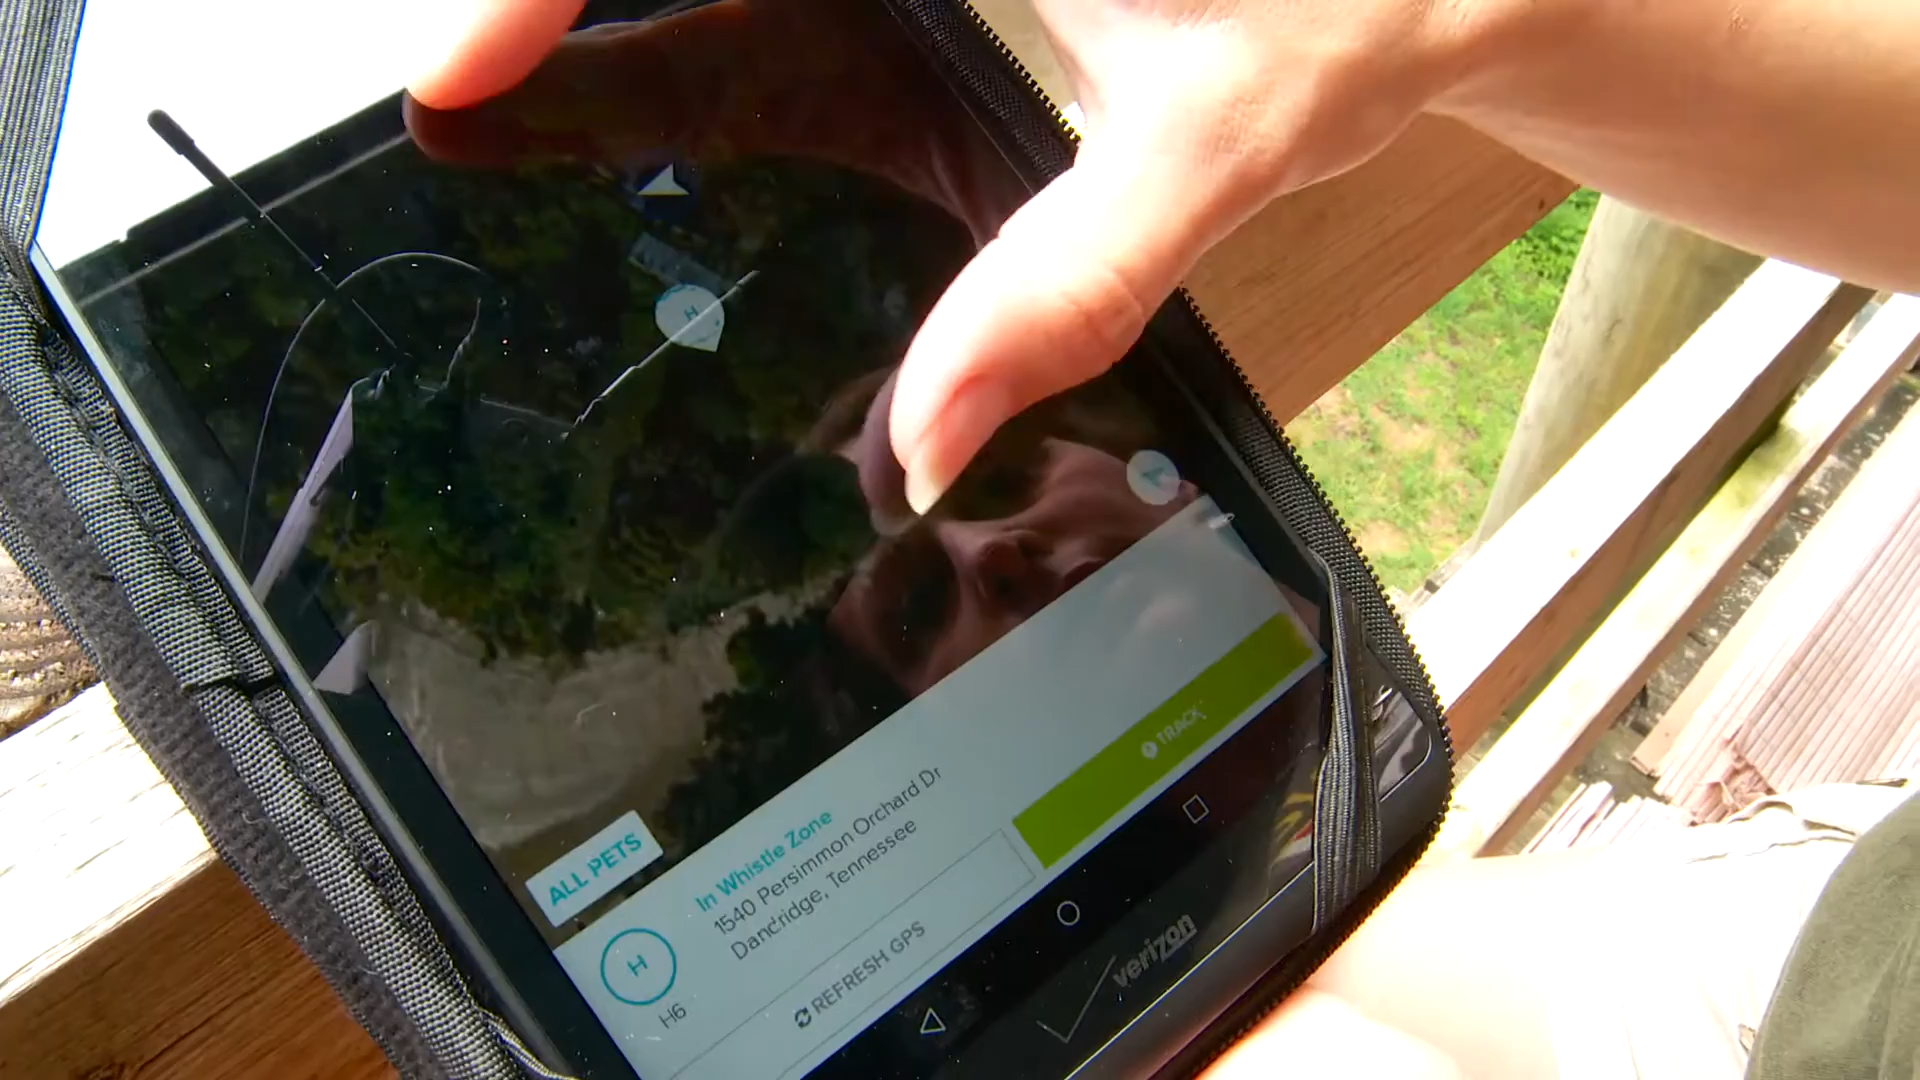 H
ALL PETS
In Whistle Zone
1540 Persimmon Orchard Dr
Dandridge, Tennessee
H
H6
REFRESH GPS
TRACK
verizon